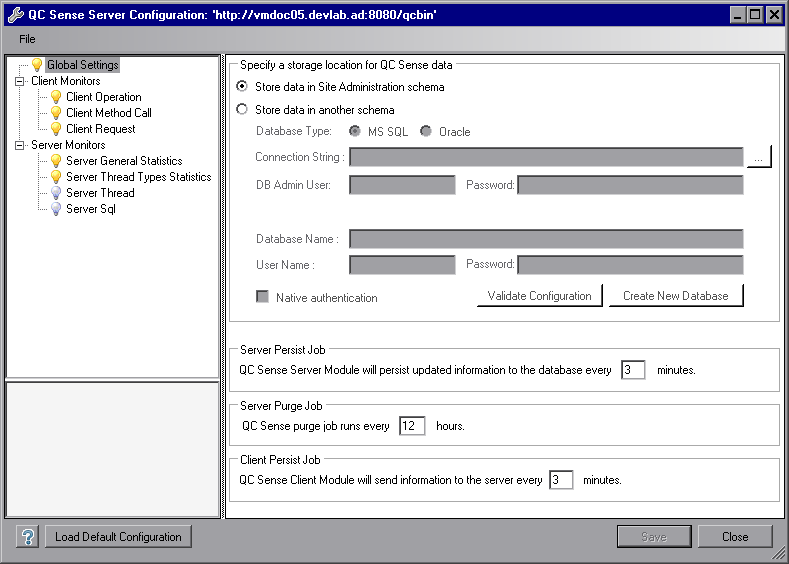 QC Sense Server Configuration: 'http://vmdoc05.devlab.ad:8080/qcbin'
File
Global Settings
Client Monitors
Client Operation
Client Method Call
Client Request
Server Monitors
Server General Statistics
Server Thread Types Statistics
Server Thread
Server Sql
Specify a storage location for QC Sense data
Store data in Site Administration schema
Store data in another schema
Database Type: MS SQL Oracle
Connection String : ...
DB Admin User: Password:
Database Name :
User Name : Password:
Native authentication Validate Configuration Create New Database
Server Persist Job
QC Sense Server Module will persist updated information to the database every 3 minutes.
Server Purge Job
QC Sense purge job runs every 12 hours.
Client Persist Job
QC Sense Client Module will send information to the server every 3 minutes.
? Load Default Configuration Save Close